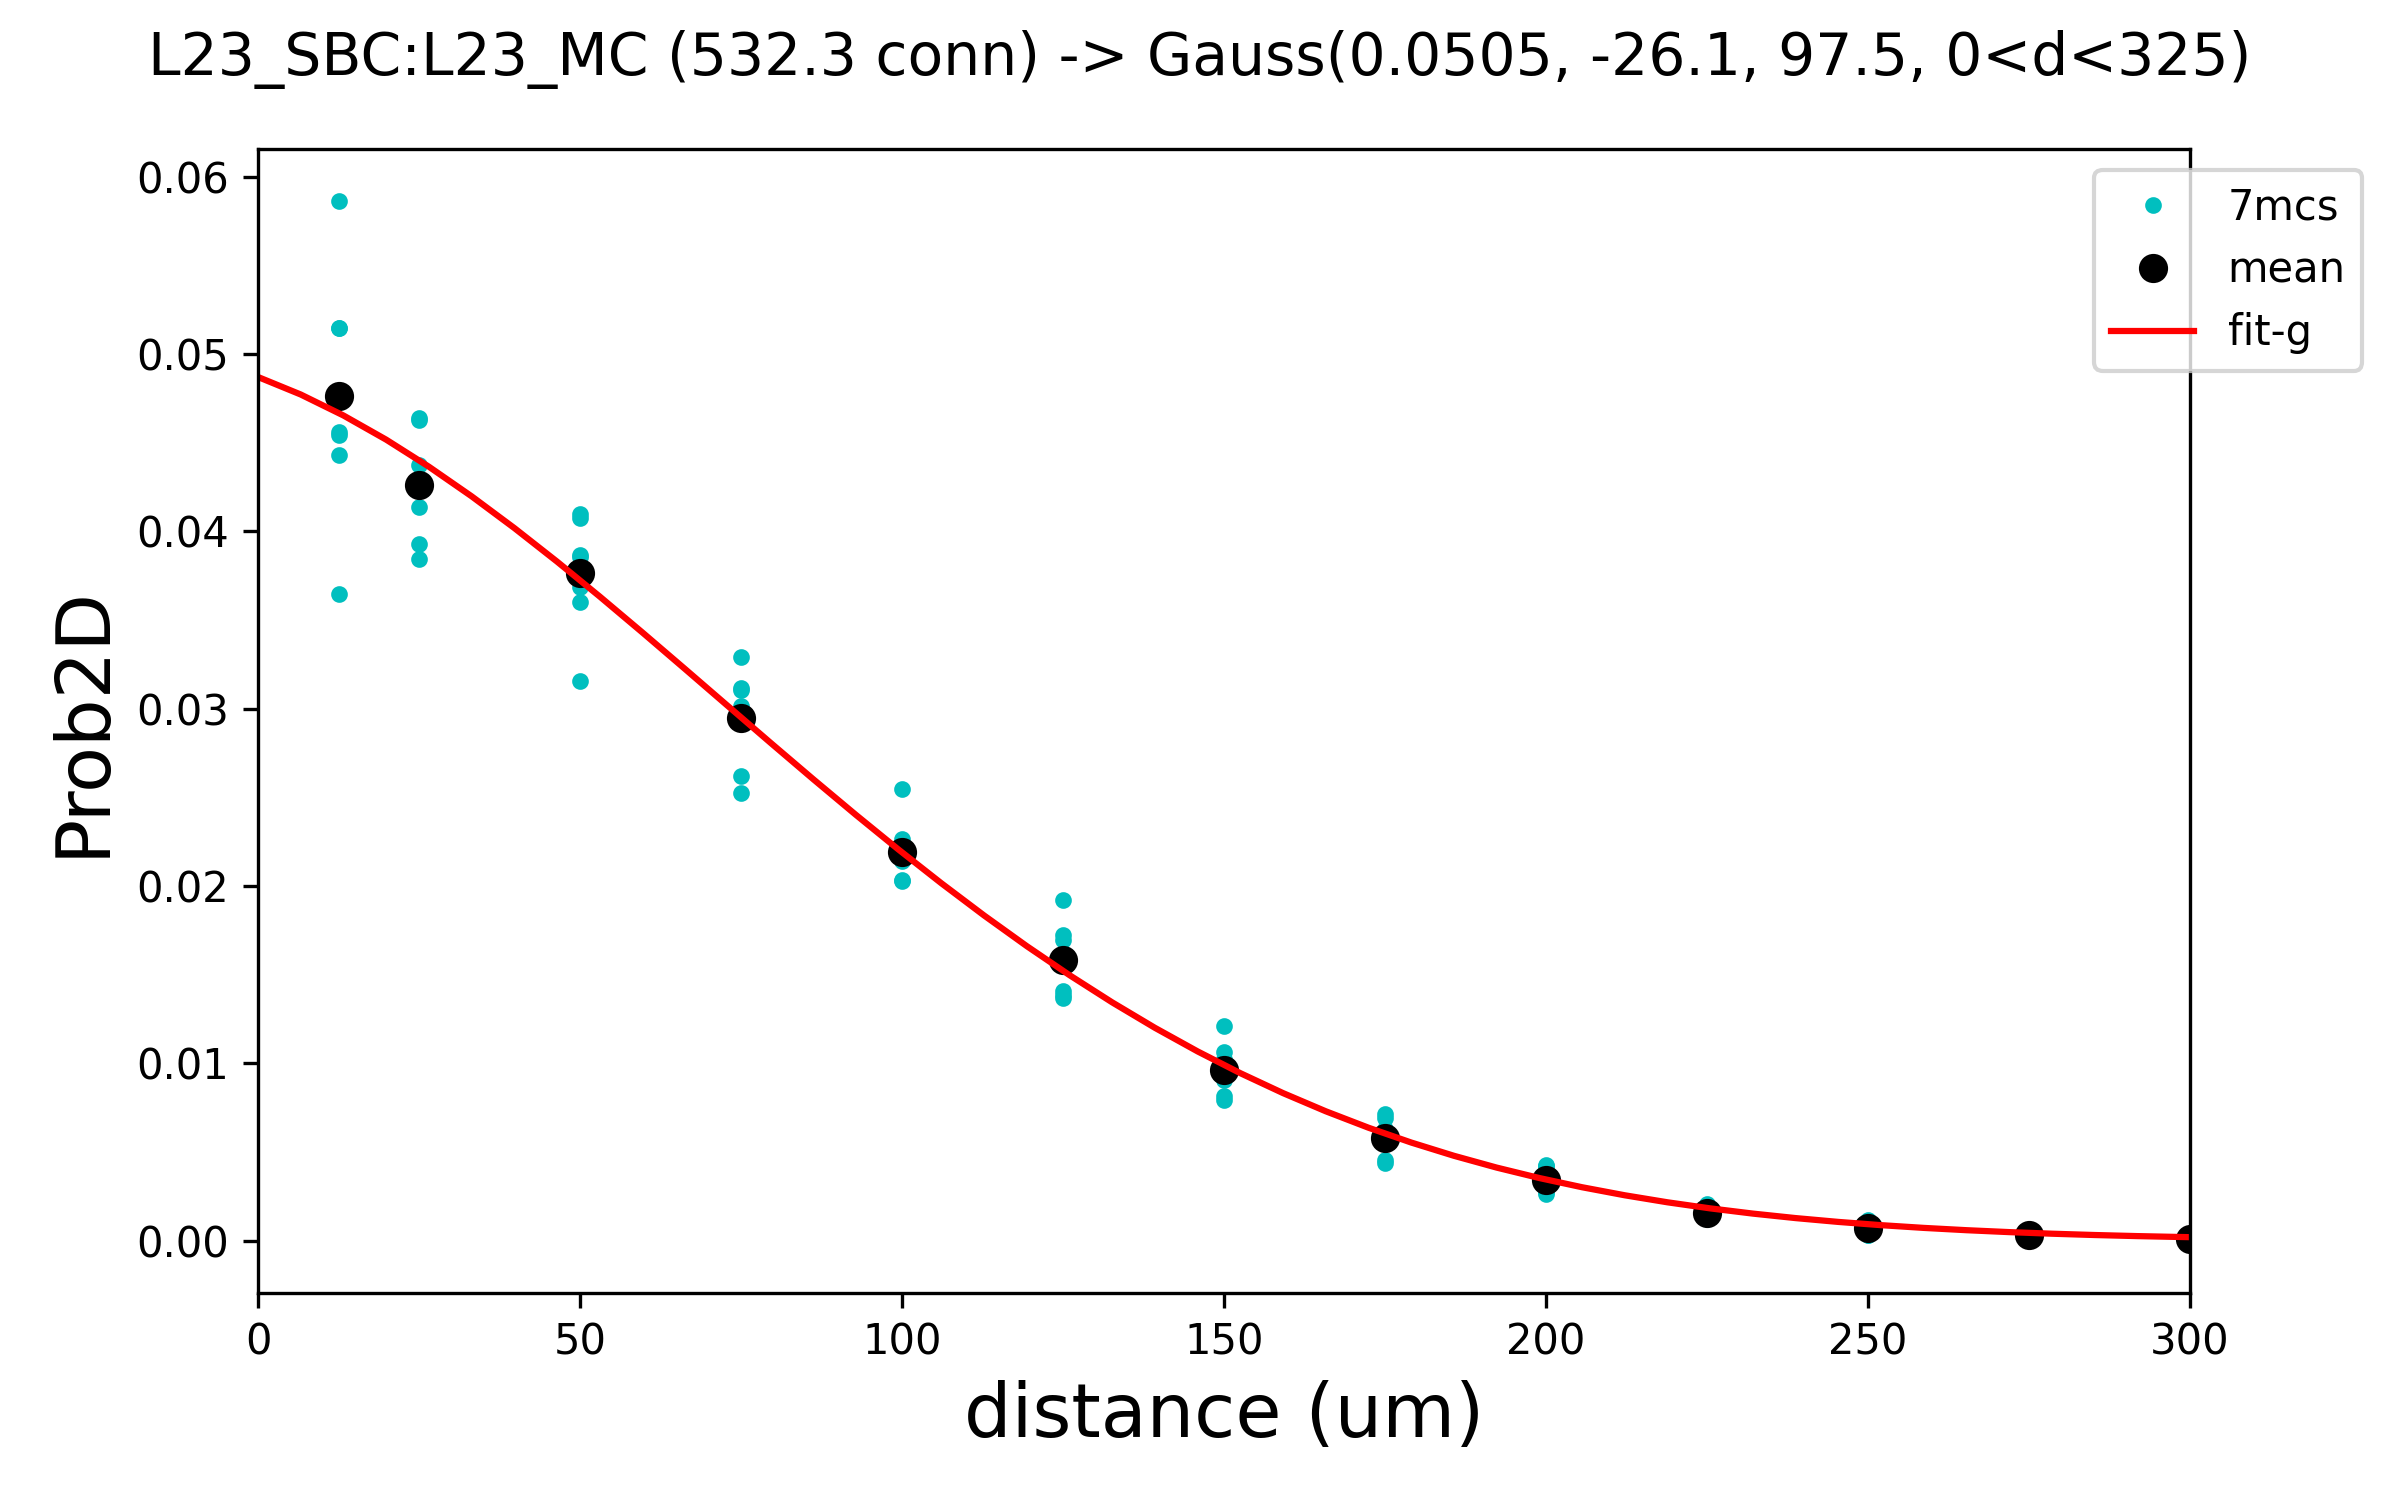 L23_SBC:L23_MC (532.3 conn) -> Gauss(0.0505, -26.1, 97.5, 0<d<325)
7mcs
mean
fit-g
Prob2D
0.06
0.05
0.04
0.03
0.02
0.01
0.00
0 50 100 150 200 250 300
distance (um)